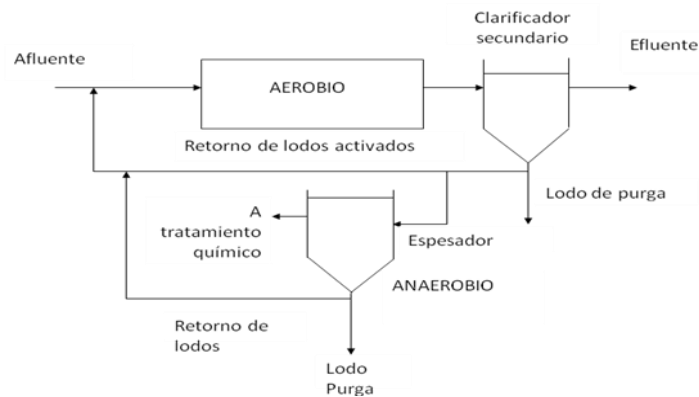 Clarificador
secundario
Afluente
Efluente
AEROBIO
Retorno de lodos activados
Lodo de purga
A
tratamiento
químico
Espesador
ANAEROBIO
Retorno de
lodos
Lodo
Purga